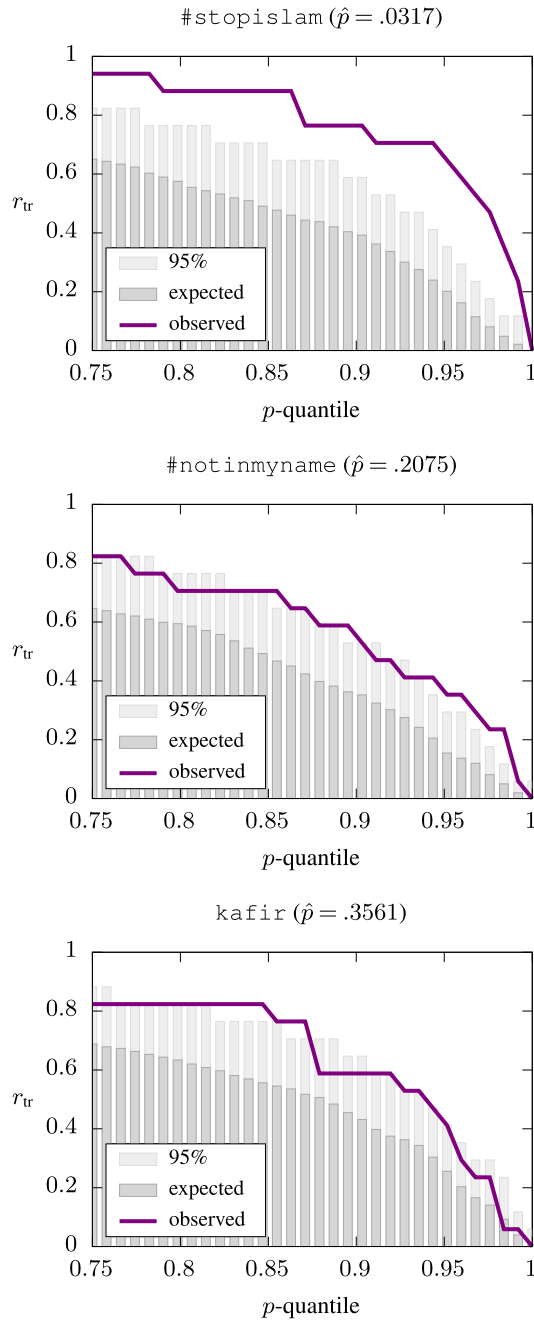 #stopislam (p̂ = .0317)
1
0.8
0.6
r_tr
0.4
0.2
0
95%
expected
observed
0.75 0.8 0.85 0.9 0.95 1
p-quantile
#notinmyname (p̂ = .2075)
1
0.8
0.6
r_tr
0.4
0.2
0
95%
expected
observed
0.75 0.8 0.85 0.9 0.95 1
p-quantile
kafir (p̂ = .3561)
1
0.8
0.6
r_tr
0.4
0.2
0
95%
expected
observed
0.75 0.8 0.85 0.9 0.95 1
p-quantile